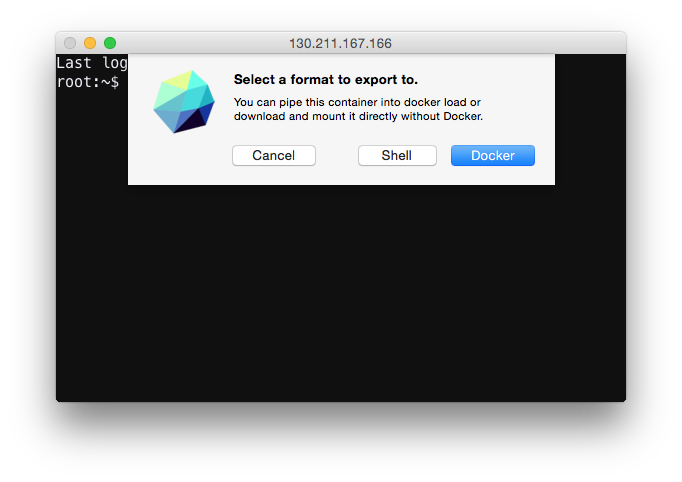 130.211.167.166
Last log
root:~$
Select a format to export to.
You can pipe this container into docker load or
download and mount it directly without Docker.
Cancel Shell Docker